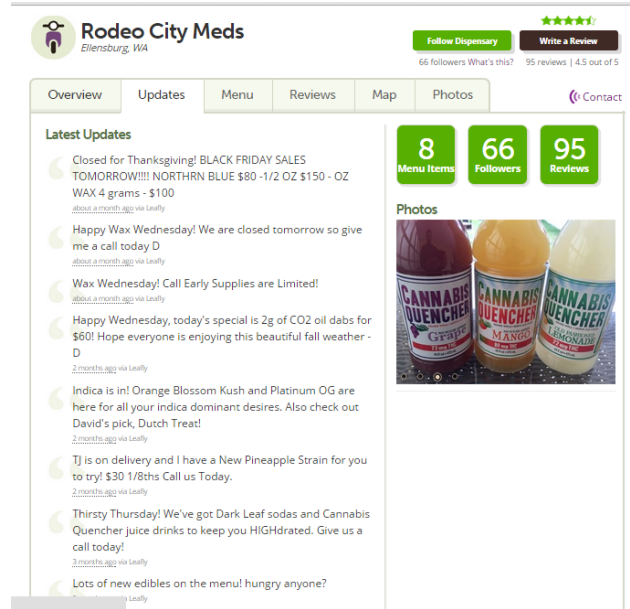 Rodeo City Meds
Ellensburg, WA
Follow Dispensary
Write a Review
66 followers What's this?
95 reviews | 4.5 out of 5
Overview
Updates
Menu
Reviews
Map
Photos
Contact
Latest Updates
Closed for Thanksgiving! BLACK FRIDAY SALES
TOMORROW!!!! NORTHRN BLUE $80 -1/2 OZ $150 - OZ
WAX 4 grams - $100
about a month ago via Leafly
Happy Wax Wednesday! We are closed tomorrow so give
me a call today D
about a month ago via Leafly
Wax Wednesday! Call Early Supplies are Limited!
about a month ago via Leafly
Happy Wednesday, today's special is 2g of CO2 oil dabs for
$60! Hope everyone is enjoying this beautiful fall weather -
D
2 months ago via Leafly
Indica is in! Orange Blossom Kush and Platinum OG are
here for all your indica dominant desires. Also check out
David's pick, Dutch Treat!
2 months ago via Leafly
TJ is on delivery and I have a New Pineapple Strain for you
to try! $30 1/8ths Call us Today.
2 months ago via Leafly
Thirsty Thursday! We've got Dark Leaf sodas and Cannabis
Quencher juice drinks to keep you HIGHdrated. Give us a
call today!
3 months ago via Leafly
Lots of new edibles on the menu! hungry anyone?
via Leafly
8
Menu Items
66
Followers
95
Reviews
Photos
CANNABIS
QUENCHER
Grape
CANNABIS
QUENCHER
MANGO
CANNABIS
QUENCHER
LEMONADE